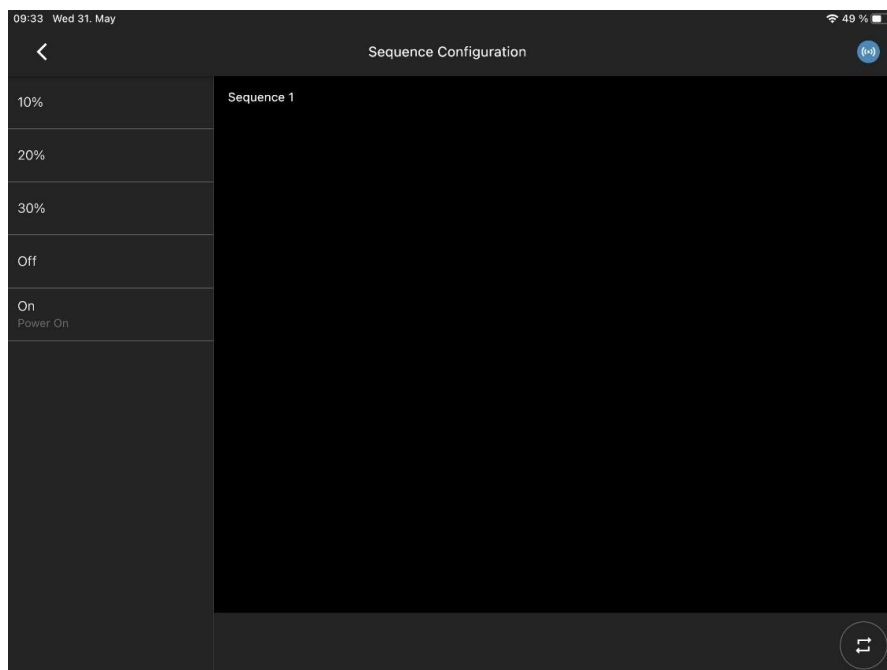 09:33 Wed 31. May
49 %
Sequence Configuration
10%
Sequence 1
20%
30%
Off
On
Power On